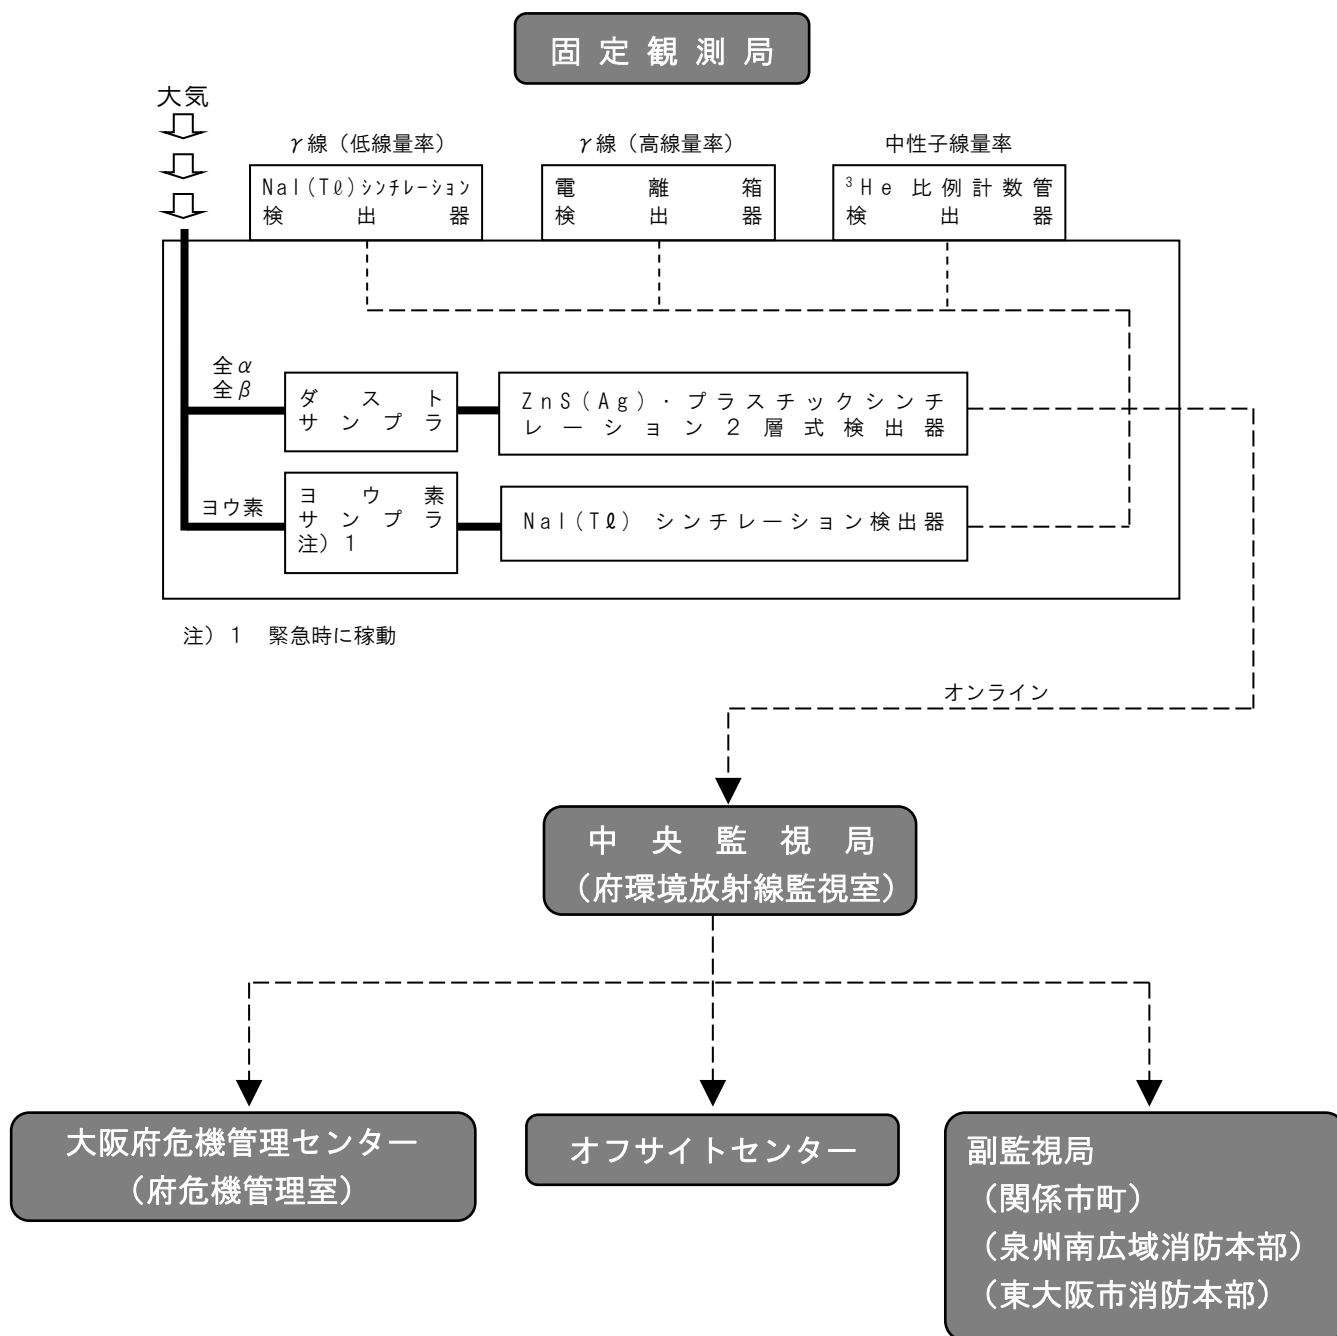 固定観測局
大気
γ線（低線量率）
NaI(Tℓ)シンチレーション
検出器
γ線（高線量率）
電離箱
検出器
中性子線量率
³He 比例計数管
検出器
全α
全β
ダスト
サンプラ
ZnS(Ag)・プラスチックシンチ
レーション２層式検出器
ヨウ素
ヨウ素
サンプラ
注）1
NaI(Tℓ) シンチレーション検出器
注）1　緊急時に稼動
オンライン
中央監視局
（府環境放射線監視室）
大阪府危機管理センター
（府危機管理室）
オフサイトセンター
副監視局
（関係市町）
（泉州南広域消防本部）
（東大阪市消防本部）